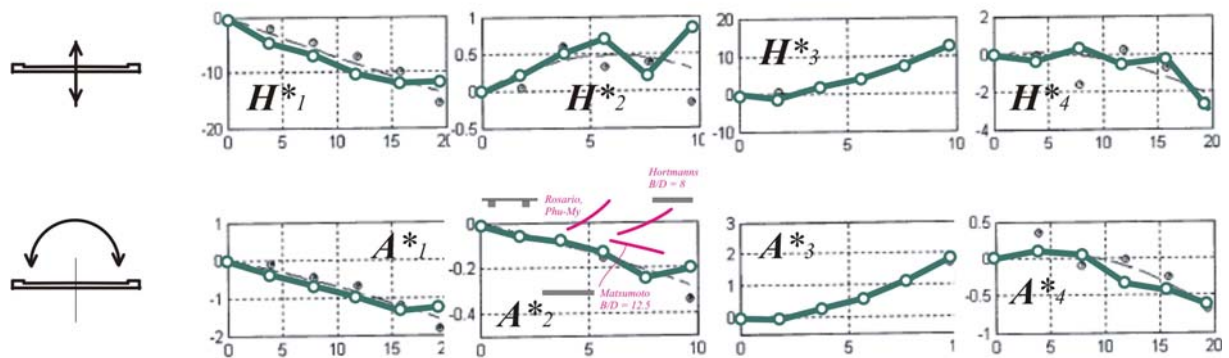 0
-10
-20
H*1
0 5 10 15 20
1
0.5
0
0.5
H*2
0 5 10
20
10
0
10
H*3
0 5 10
2
0
-2
-4
H*4
0 5 10 15 20
1
0
-1
-2
A*1
0 5 10 15 2
Rosario,
Phu-My
Hortmanns
B/D = 8
0
-0.2
-0.4
A*2
Matsumoto
B/D = 12.5
0 5 10
3
2
1
0
A*3
0 5 1
0.5
0
-0.5
-1
A*4
0 5 10 15 20